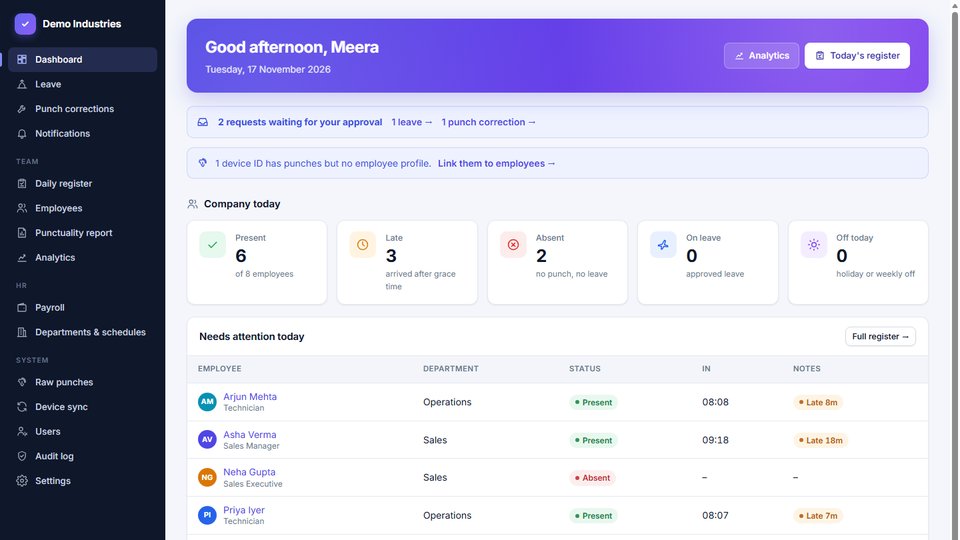 Demo Industries
Dashboard
Leave
Punch corrections
Notifications
TEAM
Daily register
Employees
Punctuality report
Analytics
HR
Payroll
Departments & schedules
SYSTEM
Raw punches
Device sync
Users
Audit log
Settings
Good afternoon, Meera
Tuesday, 17 November 2026
Analytics
Today's register
2 requests waiting for your approval 1 leave → 1 punch correction →
1 device ID has punches but no employee profile. Link them to employees →
Company today
Present
6
of 8 employees
Late
3
arrived after grace
time
Absent
2
no punch, no leave
On leave
0
approved leave
Off today
0
holiday or weekly off
Needs attention today
Full register →
EMPLOYEE DEPARTMENT STATUS IN NOTES
AM Arjun Mehta Operations Present 08:08 Late 8m
Technician
AV Asha Verma Sales Present 09:18 Late 18m
Sales Manager
NG Neha Gupta Sales Absent – –
Sales Executive
PI Priya Iyer Operations Present 08:07 Late 7m
Technician